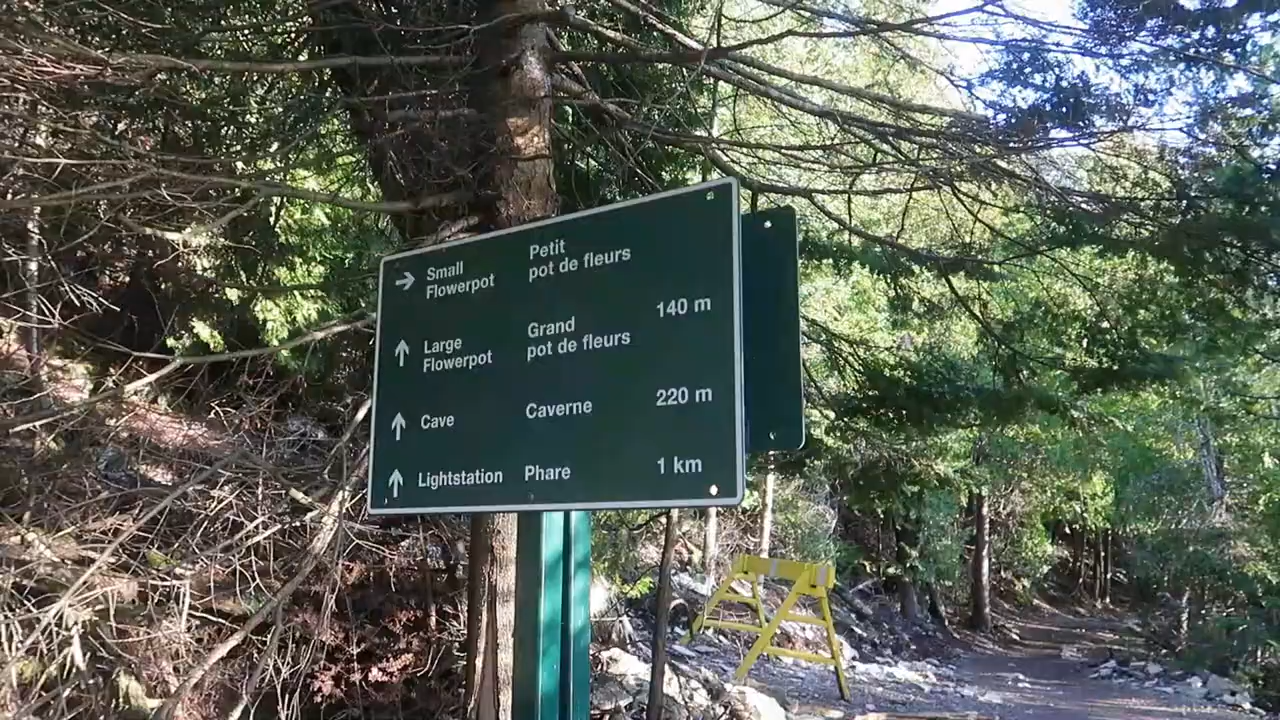 → Small Flowerpot Petit pot de fleurs
↑ Large Flowerpot Grand pot de fleurs 140 m
↑ Cave Caverne 220 m
↑ Lightstation Phare 1 km